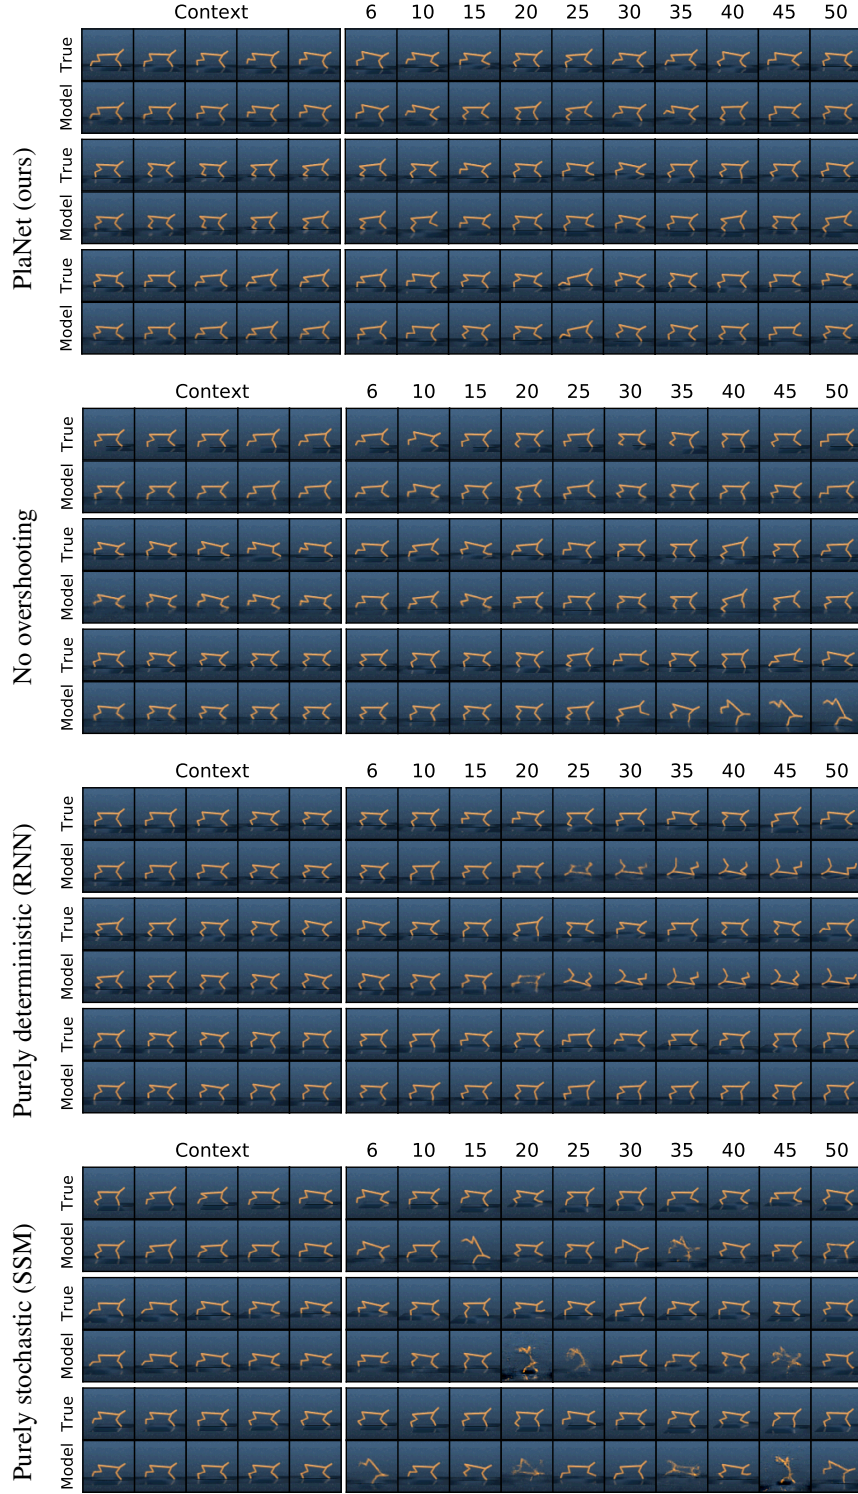 PlaNet (ours)
Context 6 10 15 20 25 30 35 40 45 50
True
Model
True
Model
True
Model
No overshooting
Context 6 10 15 20 25 30 35 40 45 50
True
Model
True
Model
True
Model
Purely deterministic (RNN)
Context 6 10 15 20 25 30 35 40 45 50
True
Model
True
Model
True
Model
Purely stochastic (SSM)
Context 6 10 15 20 25 30 35 40 45 50
True
Model
True
Model
True
Model